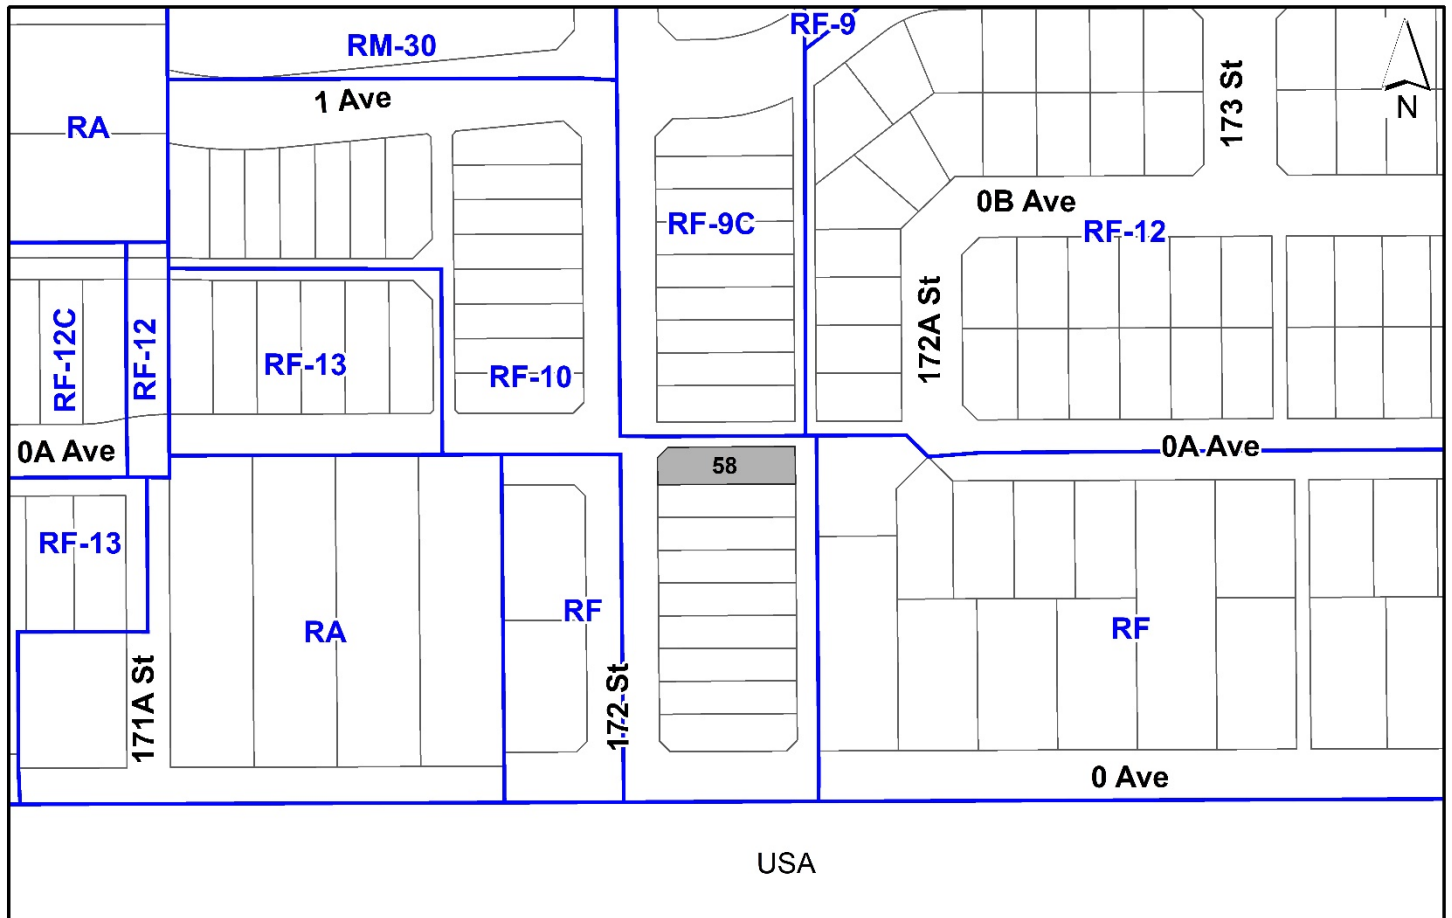 RF-9
RM-30
1 Ave
173 St
N
RA
0B Ave
RF-9C
RF-12
172A St
RF-12C
RF-12
RF-13
RF-10
0A Ave
0A Ave
58
RF-13
RA
RF
RF
171A St
172 St
0 Ave
USA